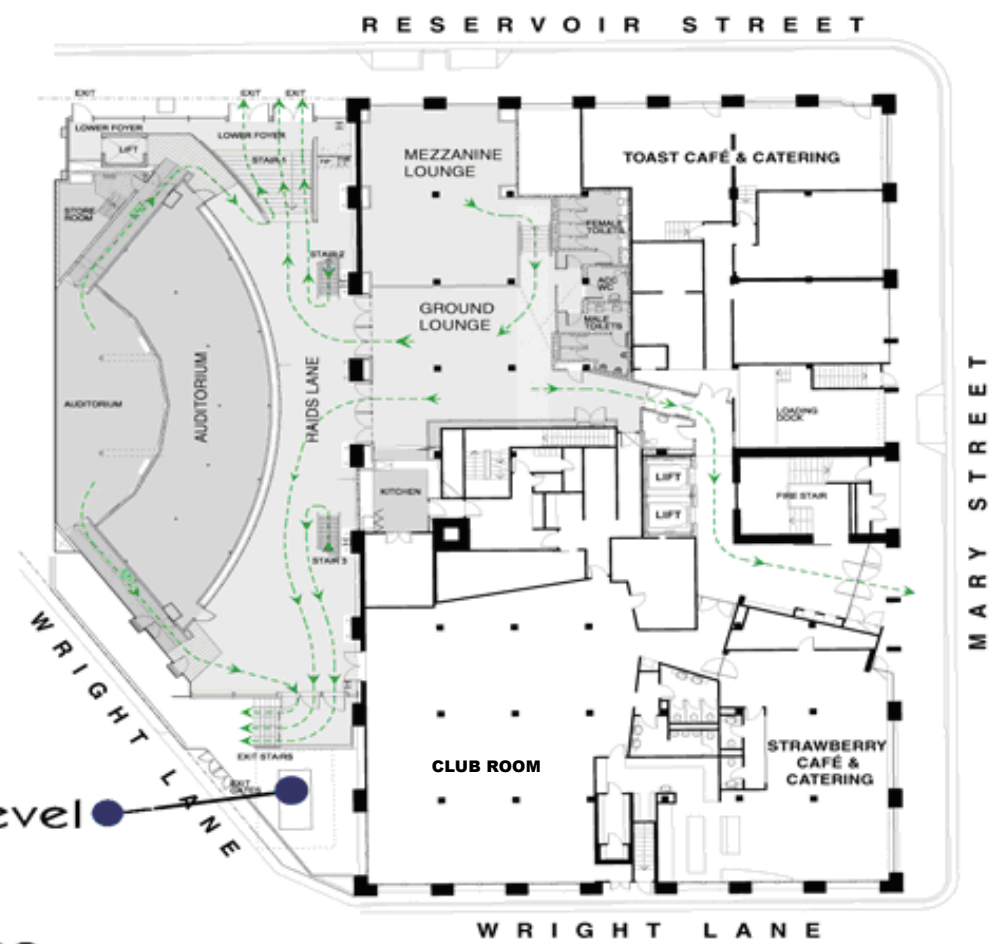 RESERVOIR STREET
EXIT
EXIT
EXIT
LOWER FOYER
LOWER FOYER
LIFT
STAIR 1
MEZZANINE
LOUNGE
TOAST CAFÉ & CATERING
STORE
ROOM
FEMALE
TOILETS
STAIR 2
ACC
WC
GROUND
LOUNGE
MALE
TOILETS
AUDITORIUM
AUDITORIUM
HAIDS LANE
LOADING
DOCK
MARY STREET
KITCHEN
LIFT
LIFT
FIRE STAIR
STAIR 3
WRIGHT LANE
EXIT STAIRS
EXIT
GATES
evel
CLUB ROOM
STRAWBERRY
CAFÉ &
CATERING
WRIGHT LANE